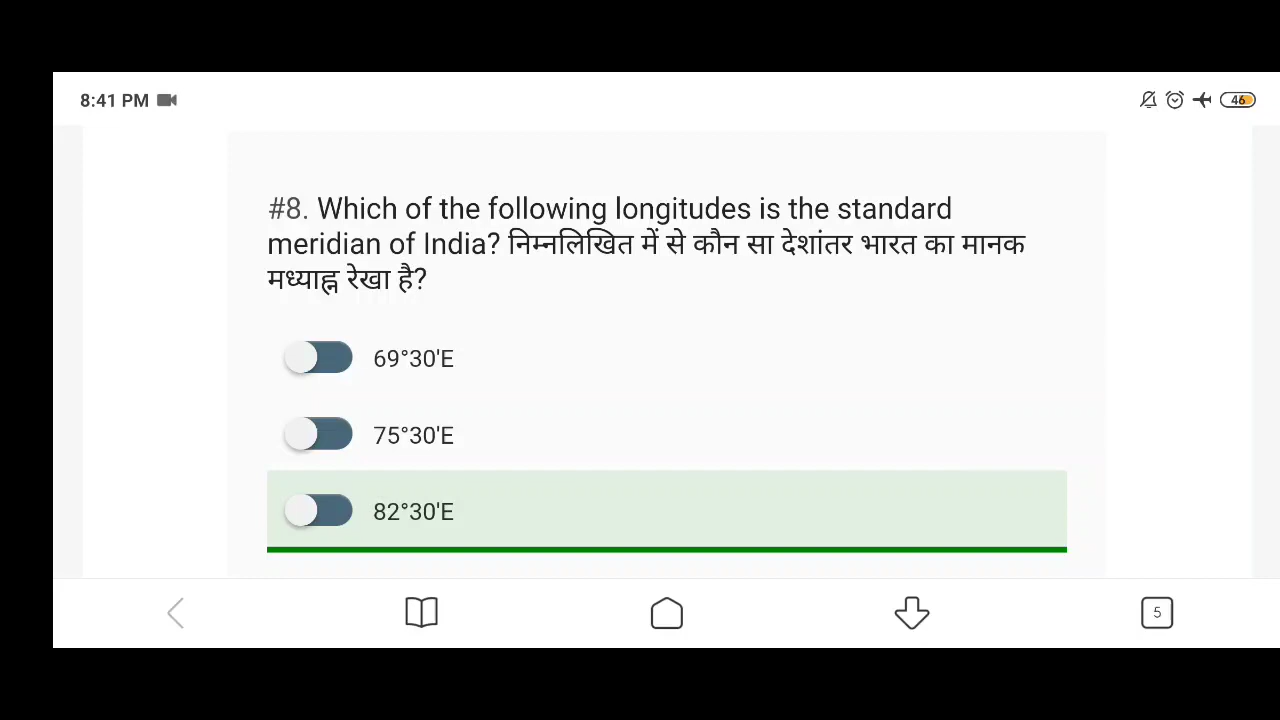 8:41 PM
46
#8. Which of the following longitudes is the standard
meridian of India? निम्नलिखित में से कौन सा देशांतर भारत का मानक
मध्याह्न रेखा है?
69°30'E
75°30'E
82°30'E
5